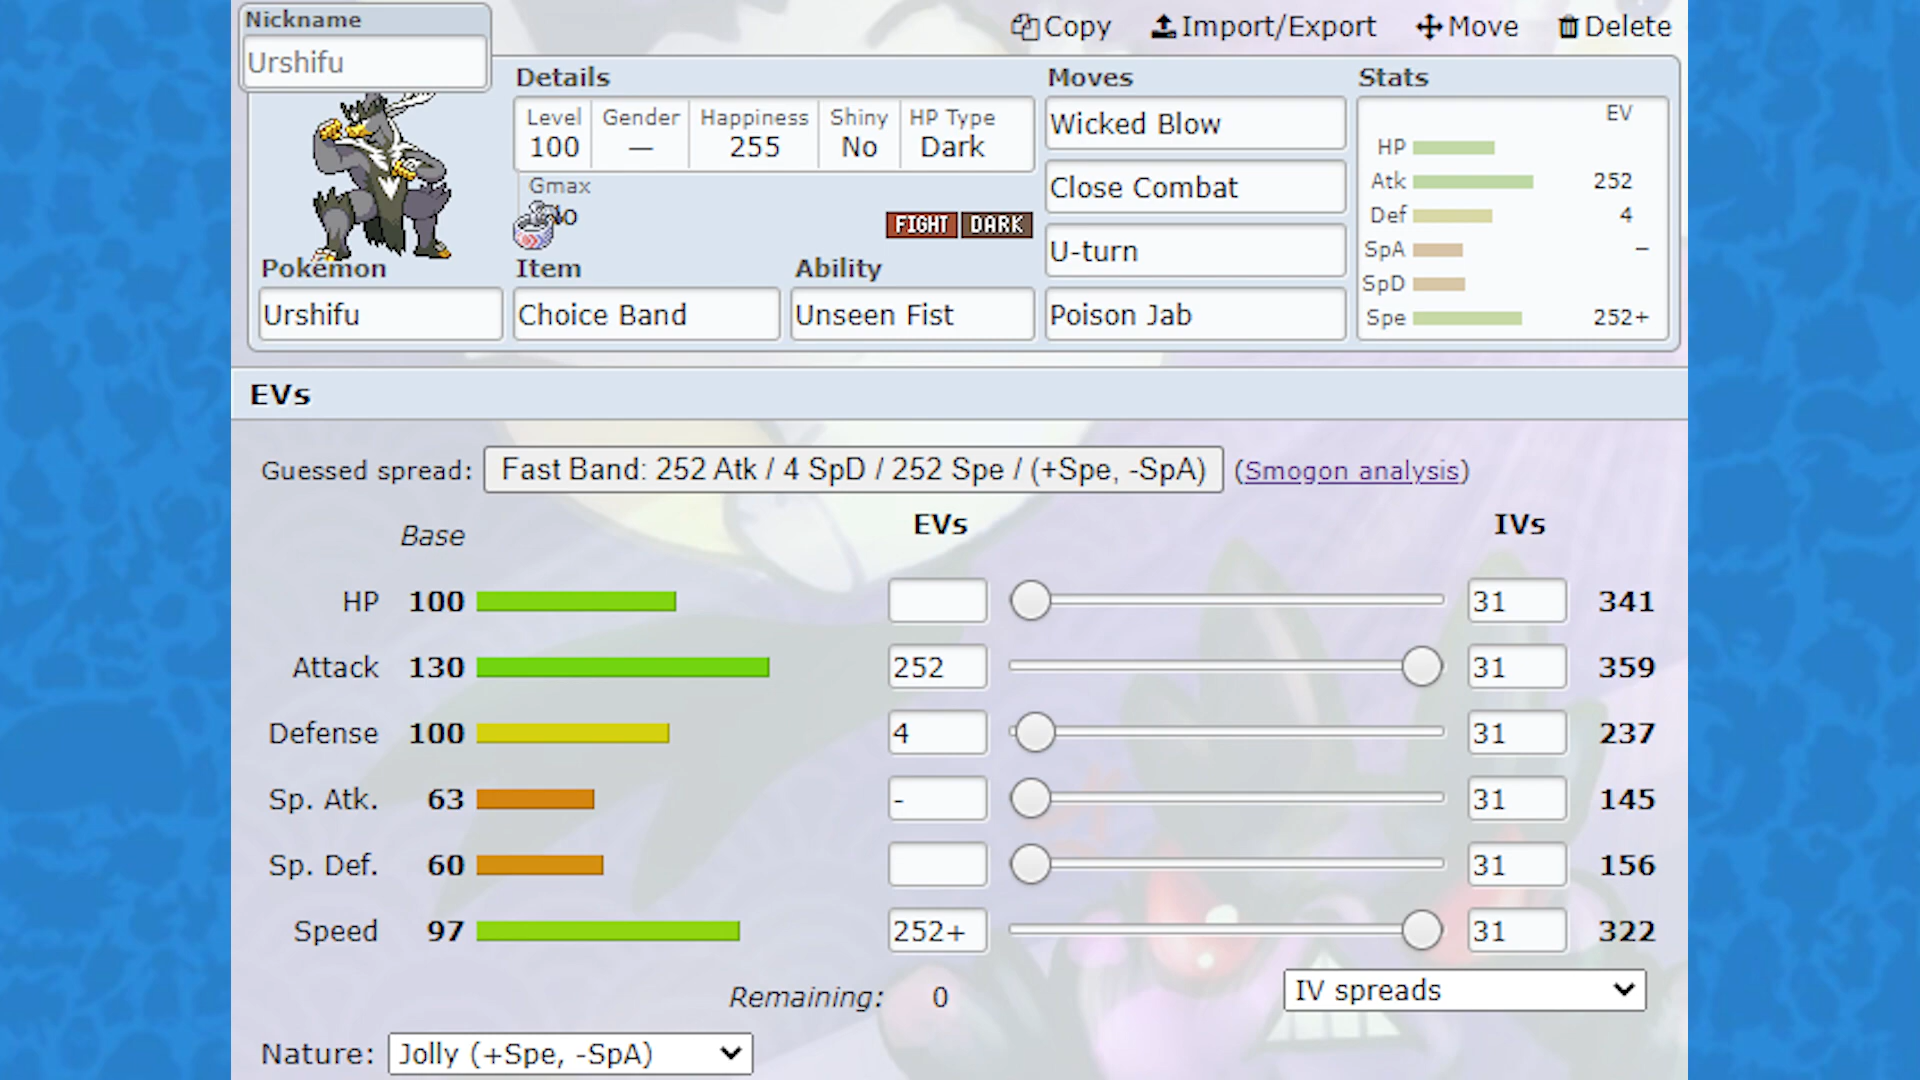 Nickname
Urshifu
Copy Import/Export Move Delete
Details
Level Gender Happiness Shiny HP Type
100 — 255 No Dark
Gmax
No
FIGHT DARK
Pokémon Item Ability
Urshifu Choice Band Unseen Fist
Moves
Wicked Blow
Close Combat
U-turn
Poison Jab
Stats
EV
HP
Atk 252
Def 4
SpA −
SpD
Spe 252+
EVs
Guessed spread: Fast Band: 252 Atk / 4 SpD / 252 Spe / (+Spe, -SpA) (Smogon analysis)
Base EVs IVs
HP 100 31 341
Attack 130 252 31 359
Defense 100 4 31 237
Sp. Atk. 63 - 31 145
Sp. Def. 60 31 156
Speed 97 252+ 31 322
Remaining: 0
IV spreads
Nature: Jolly (+Spe, -SpA)